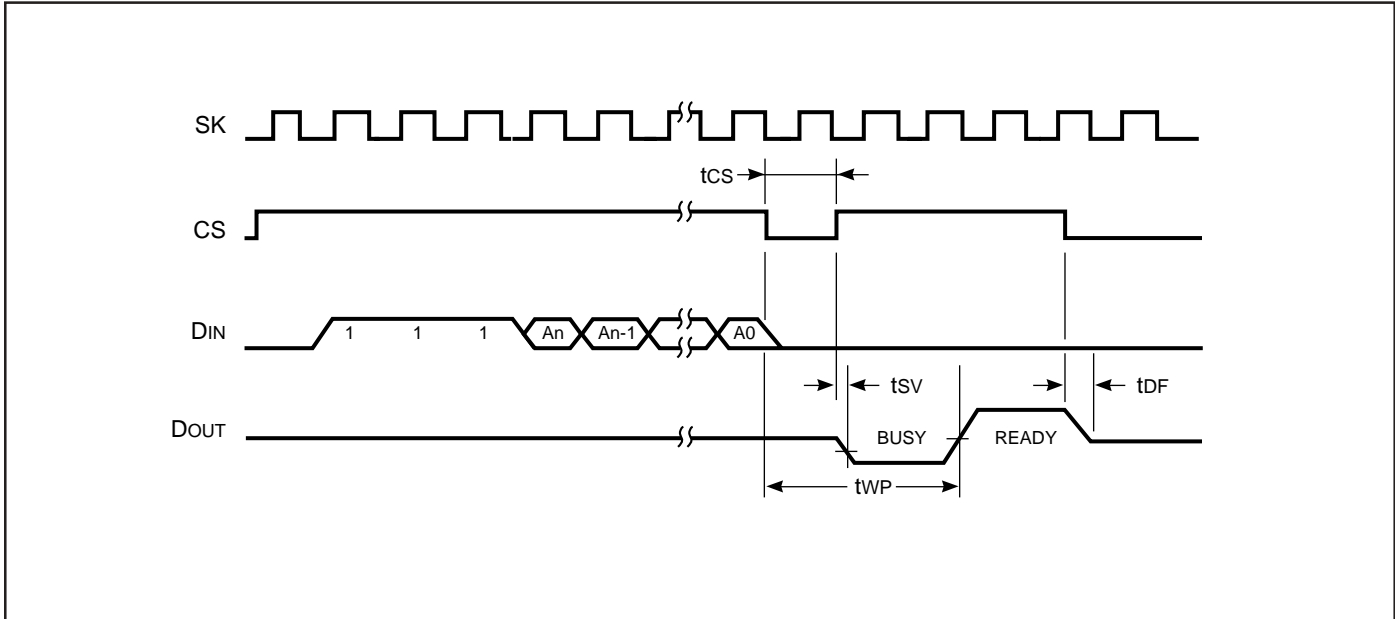 SK
tCS
CS
DIN
1 1 1 An An-1 A0
tSV
tDF
DOUT
BUSY
READY
tWP